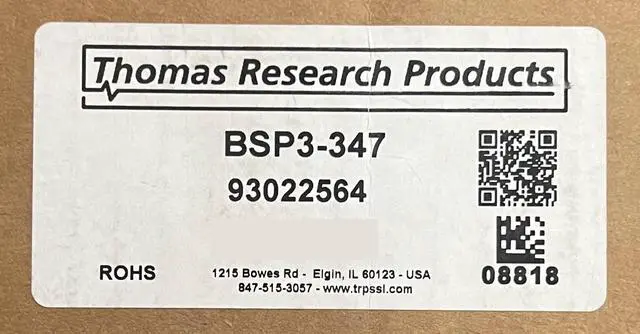 Thomas Research Products
BSP3-347
93022564
ROHS
1215 Bowes Rd - Elgin, IL 60123 - USA
847-515-3057 - www.trpssl.com
08818